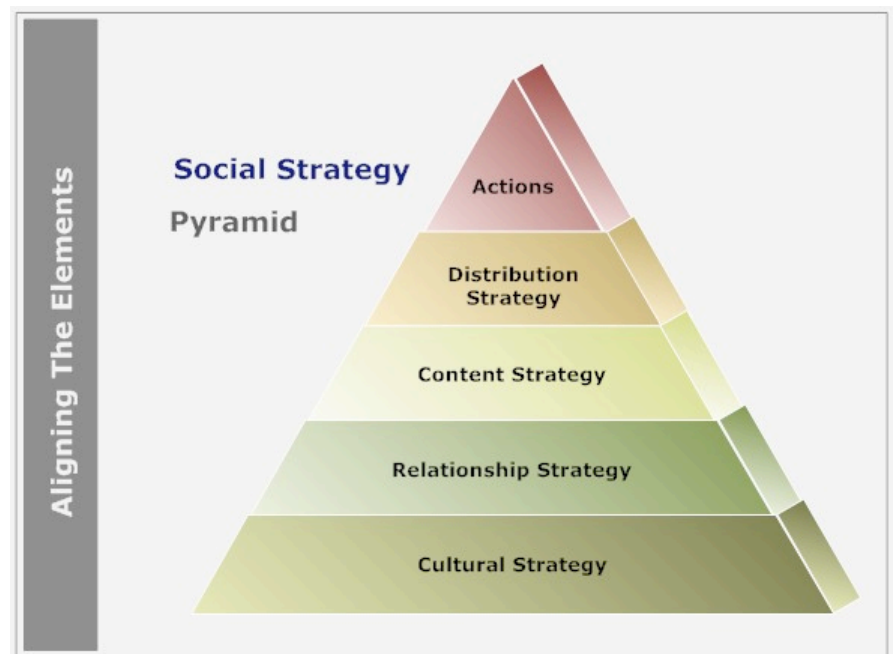 Aligning The Elements
Social Strategy
Pyramid
Actions
Distribution
Strategy
Content Strategy
Relationship Strategy
Cultural Strategy